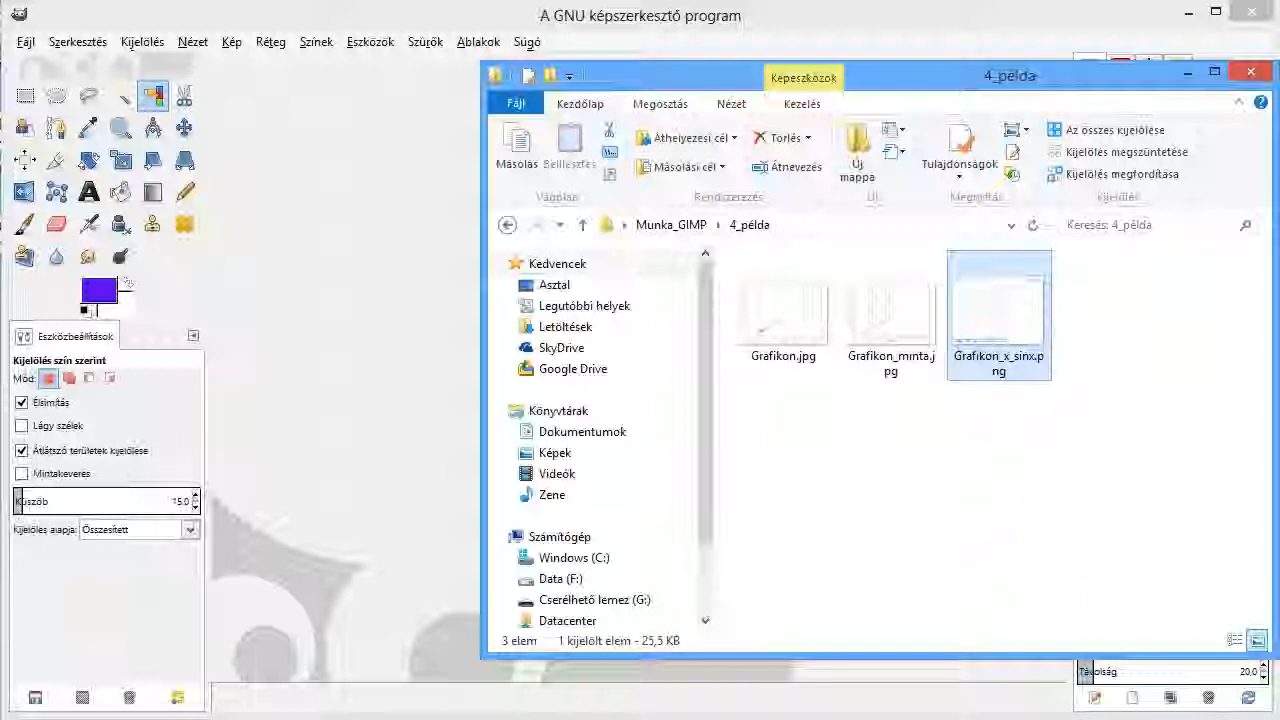 A GNU képszerkesztő program
Fájl Szerkesztés Kijelölés Nézet Kép Réteg Színek Eszközök Szűrők Ablakok Súgó
Képeszközök 4_példa
Fájl Kezdőlap Megosztás Nézet Kezelés
Másolás Beillesztés
Áthelyezési cél
Másolási cél
Törlés
Átnevezés
Új
mappa
Tulajdonságok
Az összes kijelölése
Kijelölés megszüntetése
Kijelölés megfordítása
Vágólap Rendszerezés Új Megnyitás Kijelölés
Munka_GIMP 4_példa Keresés: 4_példa
Kedvencek
Asztal
Legutóbbi helyek
Letöltések
SkyDrive
Google Drive
Könyvtárak
Dokumentumok
Képek
Videók
Zene
Számítógép
Windows (C:)
Data (F:)
Cserélhető lemez (G:)
Datacenter
Grafikon.jpg
Grafikon_minta.j
pg
Grafikon_x_sinx.p
ng
3 elem 1 kijelölt elem - 25,5 KB
Eszközbeállítások
Kijelölés szín szerint
Mód:
Élsimítás
Lágy szélek
Átlátszó területek kijelölése
Mintakeverés
Küszöb 15,0
Kijelölés alapja: Összesített
Távolság 20,0